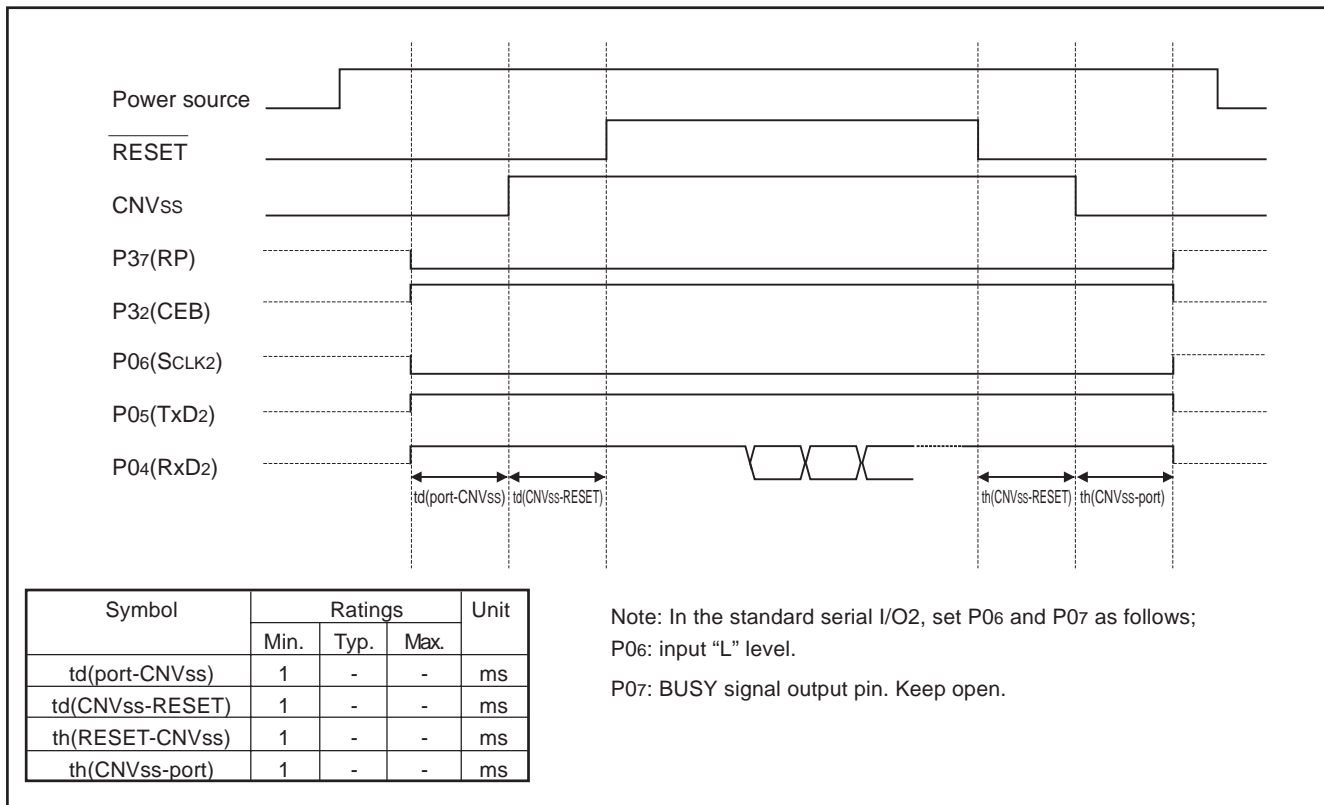 Power source
RESET
CNVss
P37(RP)
P32(CEB)
P06(SCLK2)
P05(TxD2)
P04(RxD2)
td(port-CNVss) td(CNVss-RESET) th(CNVss-RESET) th(CNVss-port)
Symbol Ratings Unit
Min. Typ. Max.
td(port-CNVss) 1 - - ms
td(CNVss-RESET) 1 - - ms
th(RESET-CNVss) 1 - - ms
th(CNVss-port) 1 - - ms
Note: In the standard serial I/O2, set P06 and P07 as follows;
P06: input “L” level.
P07: BUSY signal output pin. Keep open.